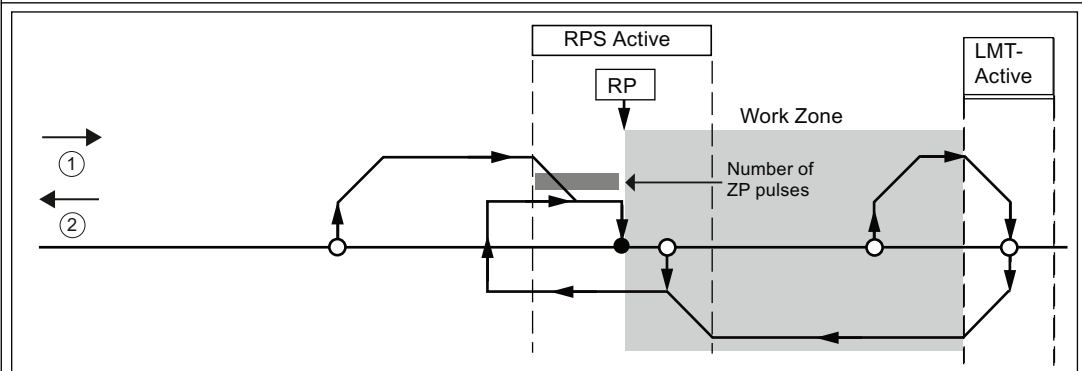 RPS Active
LMT-
Active
RP
Work Zone
1
Number of
ZP pulses
2